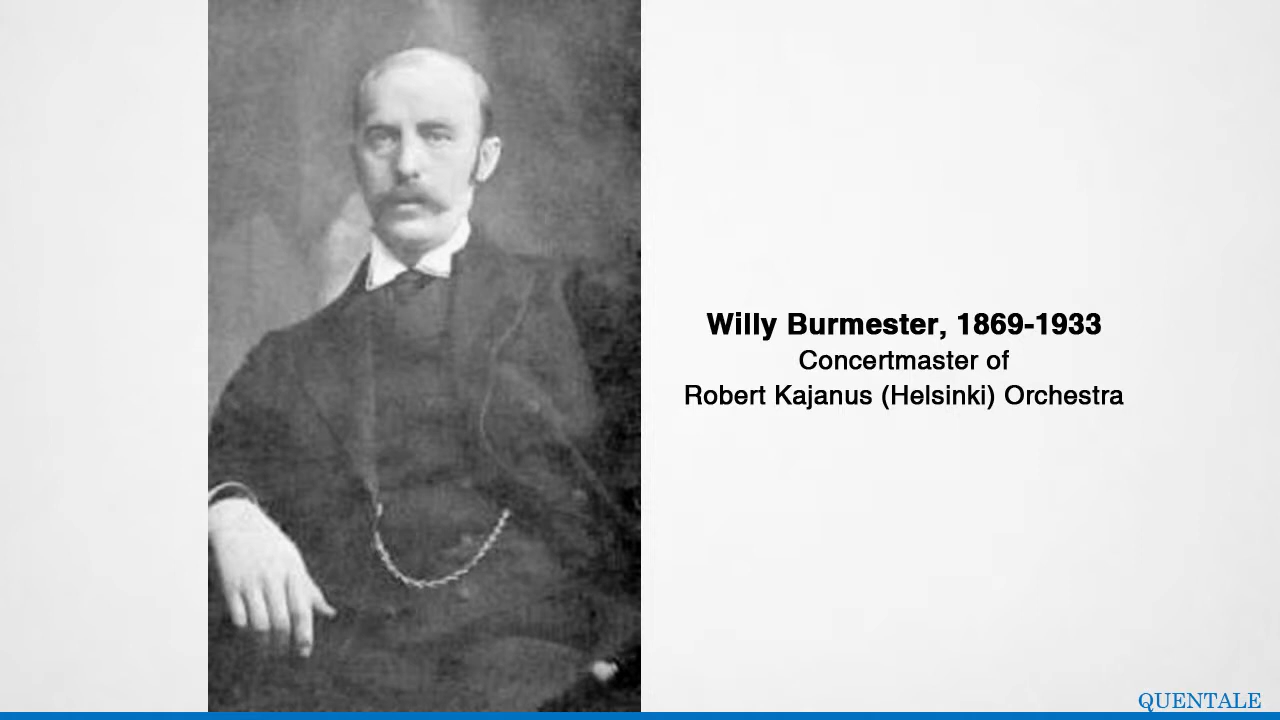 Willy Burmester, 1869-1933
Concertmaster of
Robert Kajanus (Helsinki) Orchestra
QUENTALE